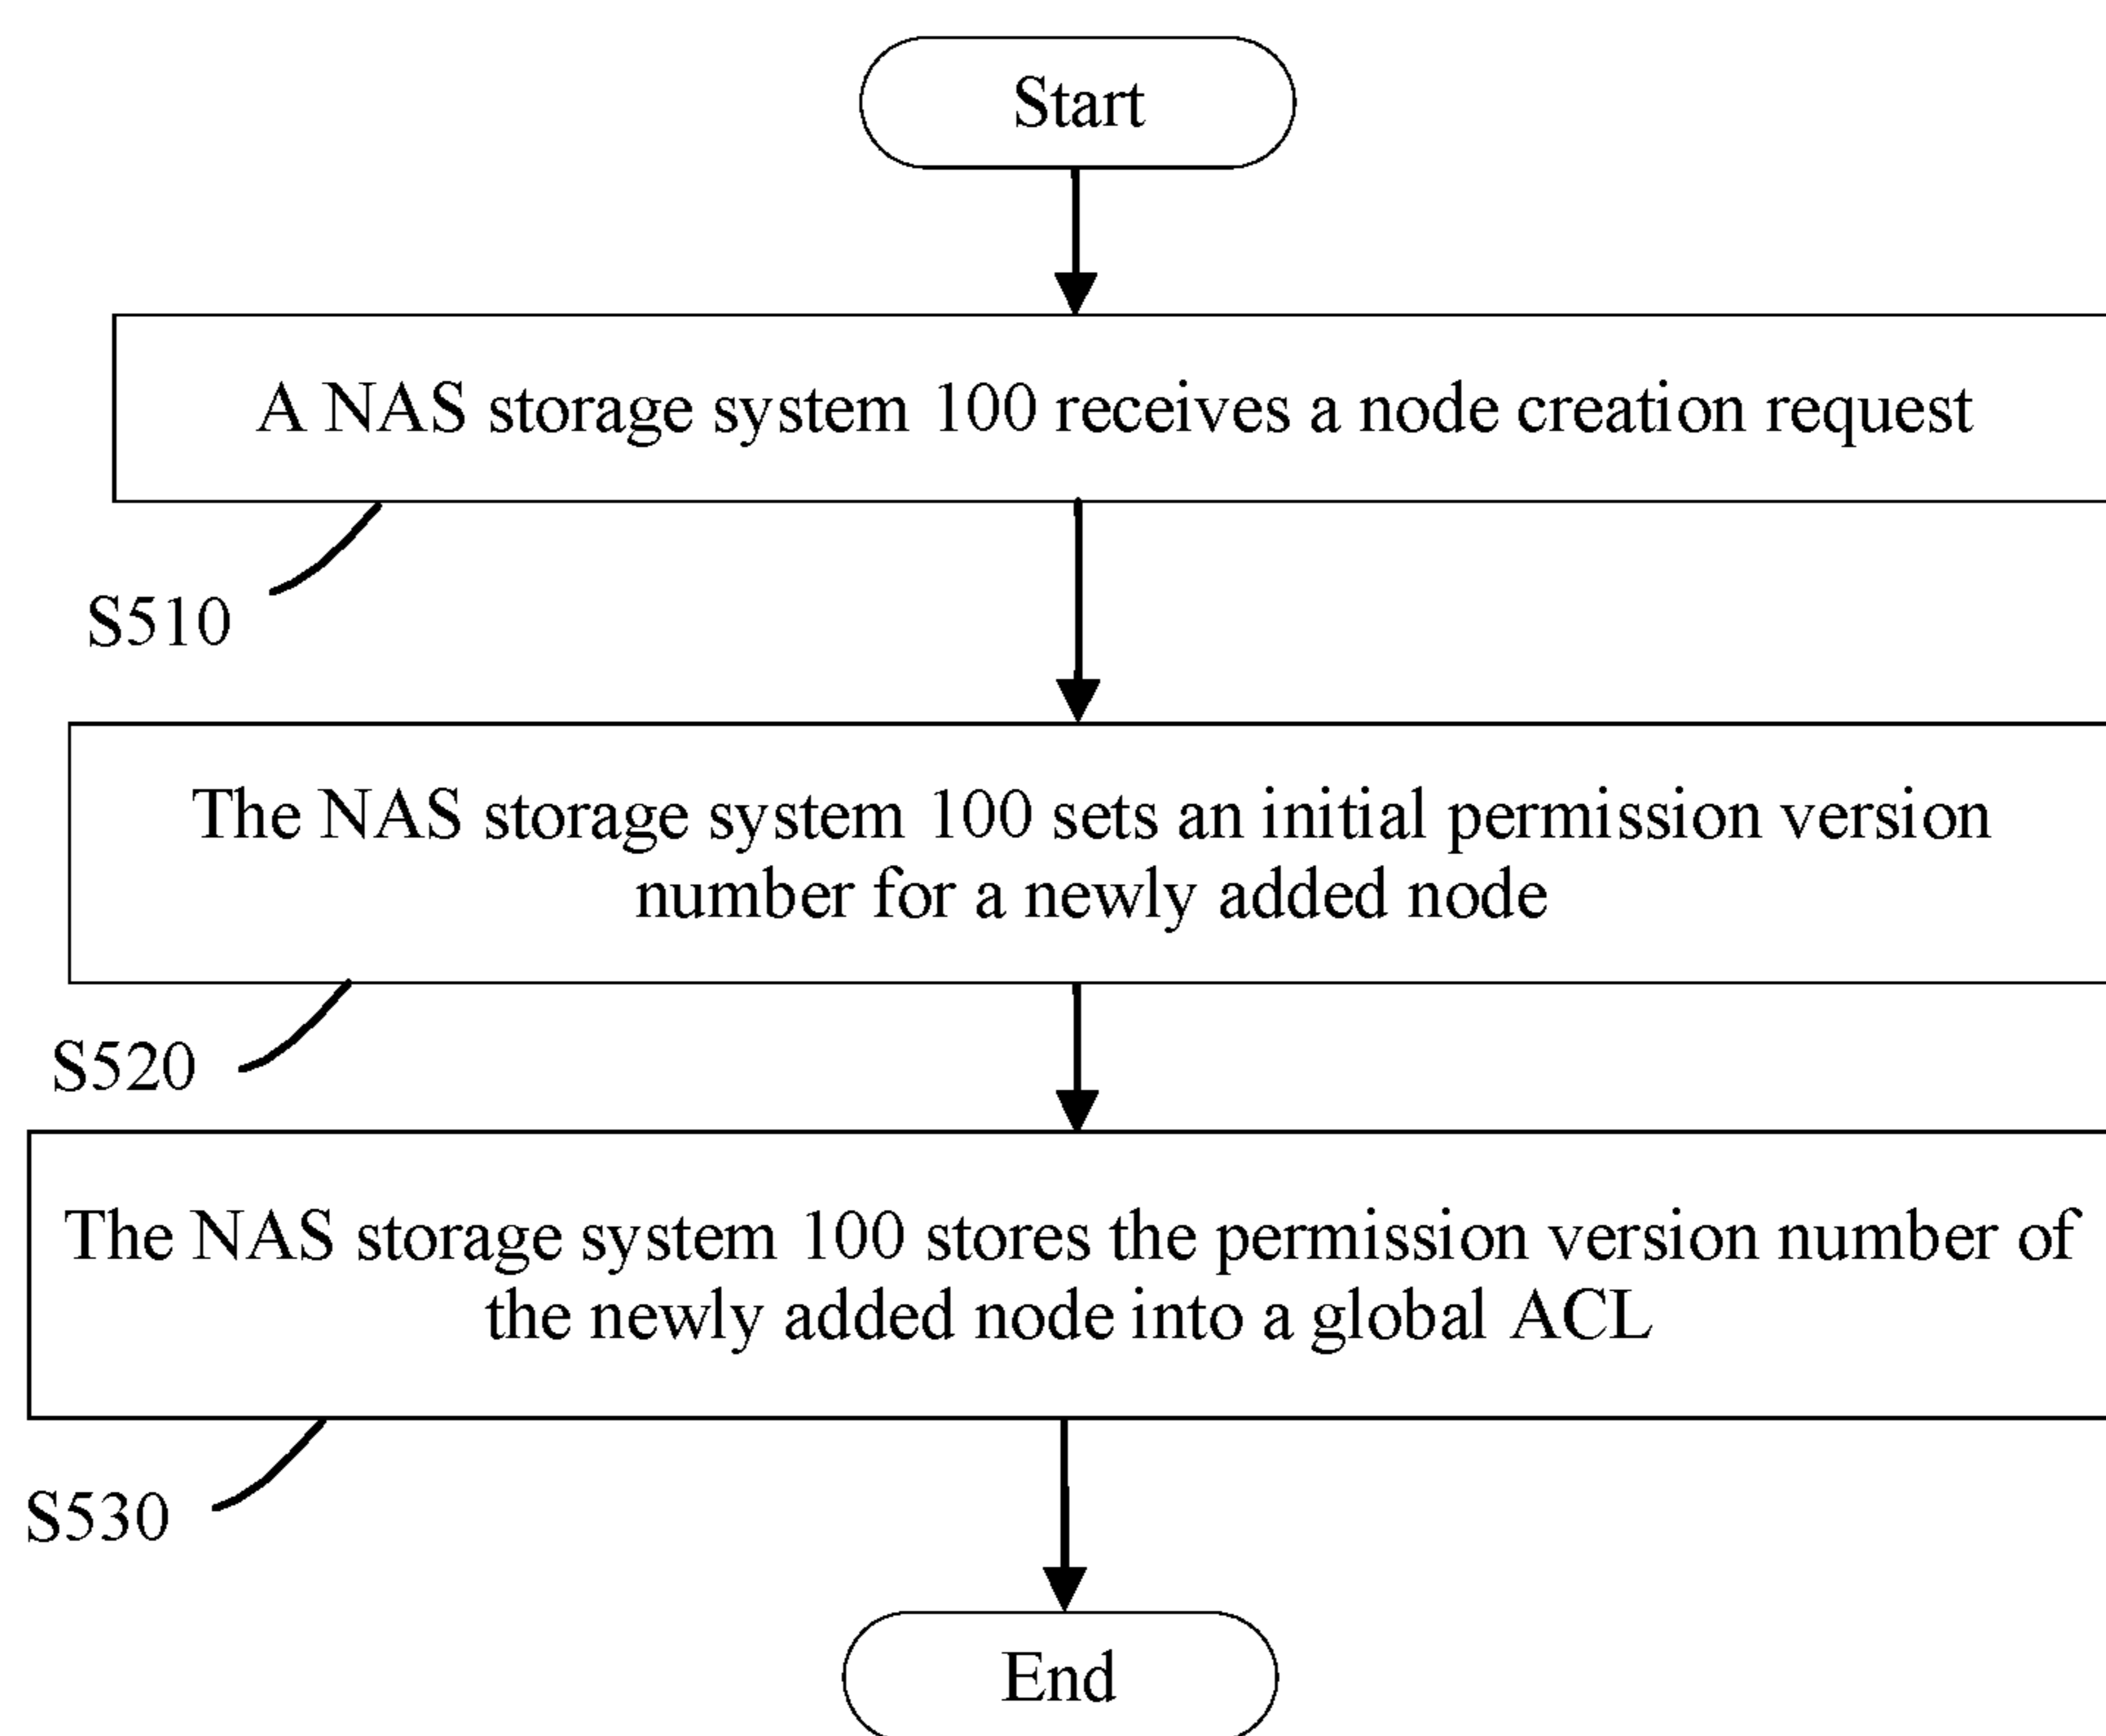 Start
A NAS storage system 100 receives a node creation request
S510
The NAS storage system 100 sets an initial permission version
number for a newly added node
S520
The NAS storage system 100 stores the permission version number of
the newly added node into a global ACL
S530
End